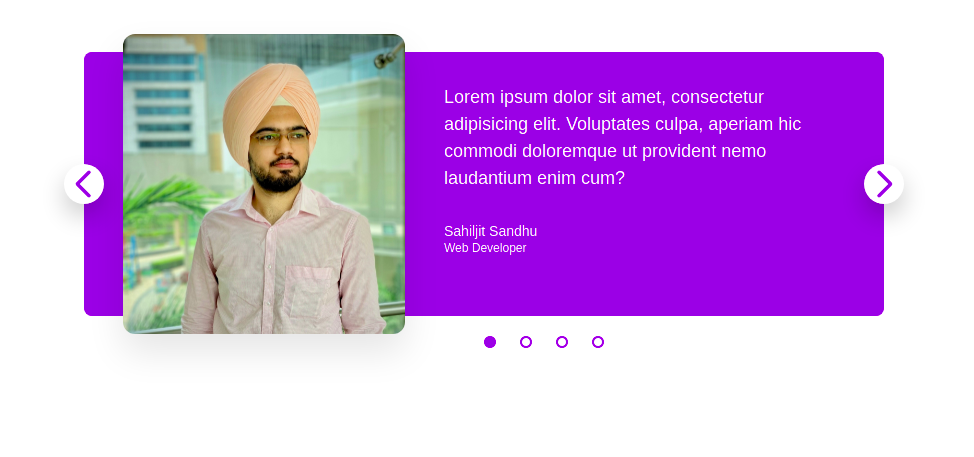 Lorem ipsum dolor sit amet, consectetur
adipisicing elit. Voluptates culpa, aperiam hic
commodi doloremque ut provident nemo
laudantium enim cum?
Sahiljit Sandhu
Web Developer